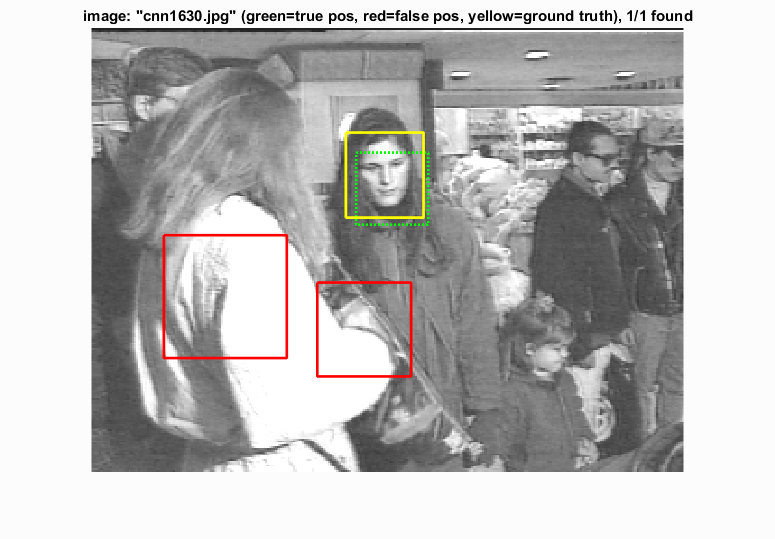 image: "cnn1630.jpg" (green=true pos, red=false pos, yellow=ground truth), 1/1 found